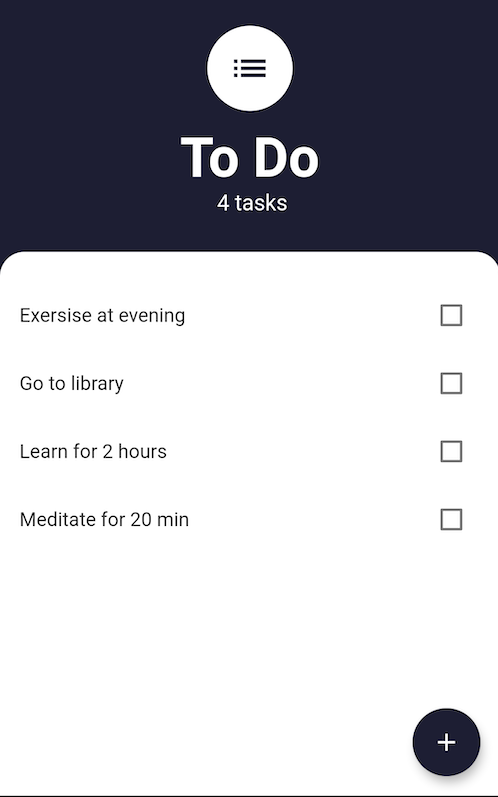 To Do
4 tasks
Exersise at evening
Go to library
Learn for 2 hours
Meditate for 20 min
+